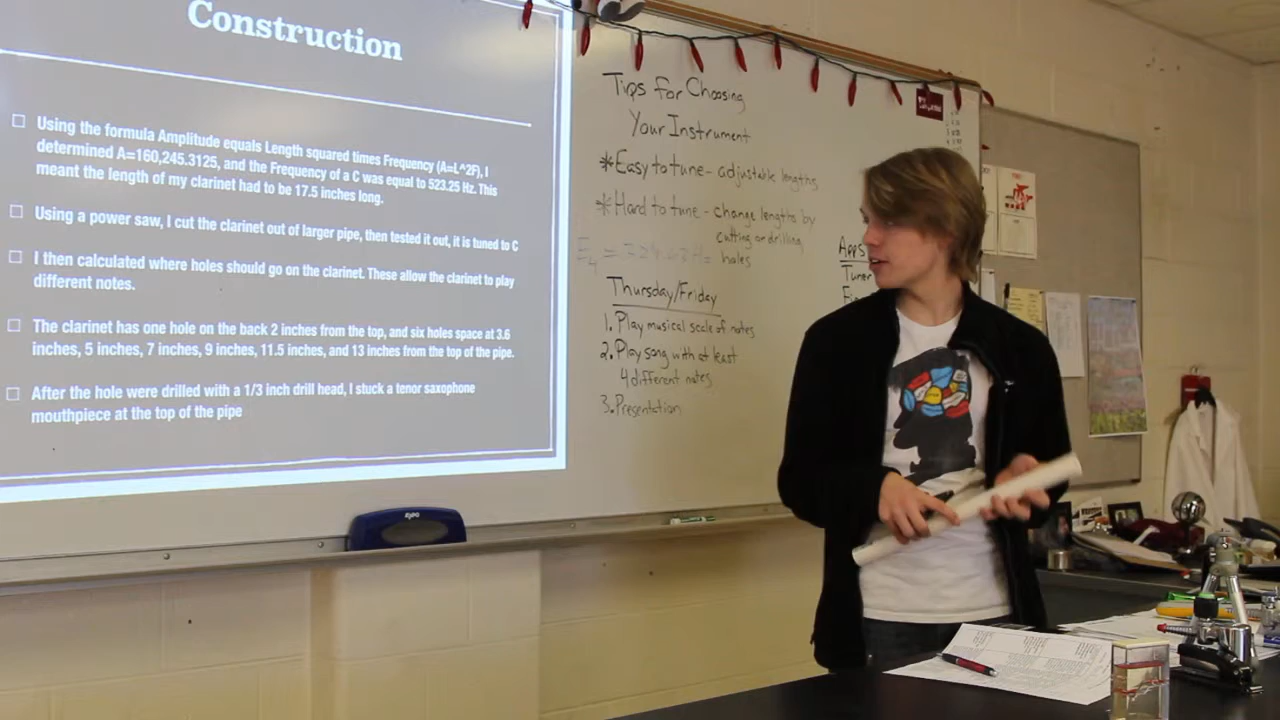 Construction
Using the formula Amplitude equals Length squared times Frequency (A=L^2F), I
determined A=160,245.3125, and the Frequency of a C was equal to 523.25 Hz. This
meant the length of my clarinet had to be 17.5 inches long.
Using a power saw, I cut the clarinet out of larger pipe, then tested it out, it is tuned to C
I then calculated where holes should go on the clarinet. These allow the clarinet to play
different notes.
The clarinet has one hole on the back 2 inches from the top, and six holes space at 3.6
inches, 5 inches, 7 inches, 9 inches, 11.5 inches, and 13 inches from the top of the pipe.
After the hole were drilled with a 1/3 inch drill head, I stuck a tenor saxophone
mouthpiece at the top of the pipe
Tips for Choosing
Your Instrument
*Easy to tune - adjustable lengths
*Hard to tune - change lengths by
cutting or drilling
holes
E4 =
Thursday/Friday
1. Play musical scale of notes
2. Play song with at least
4 different notes
3. Presentation
Apps
Tuner
expo